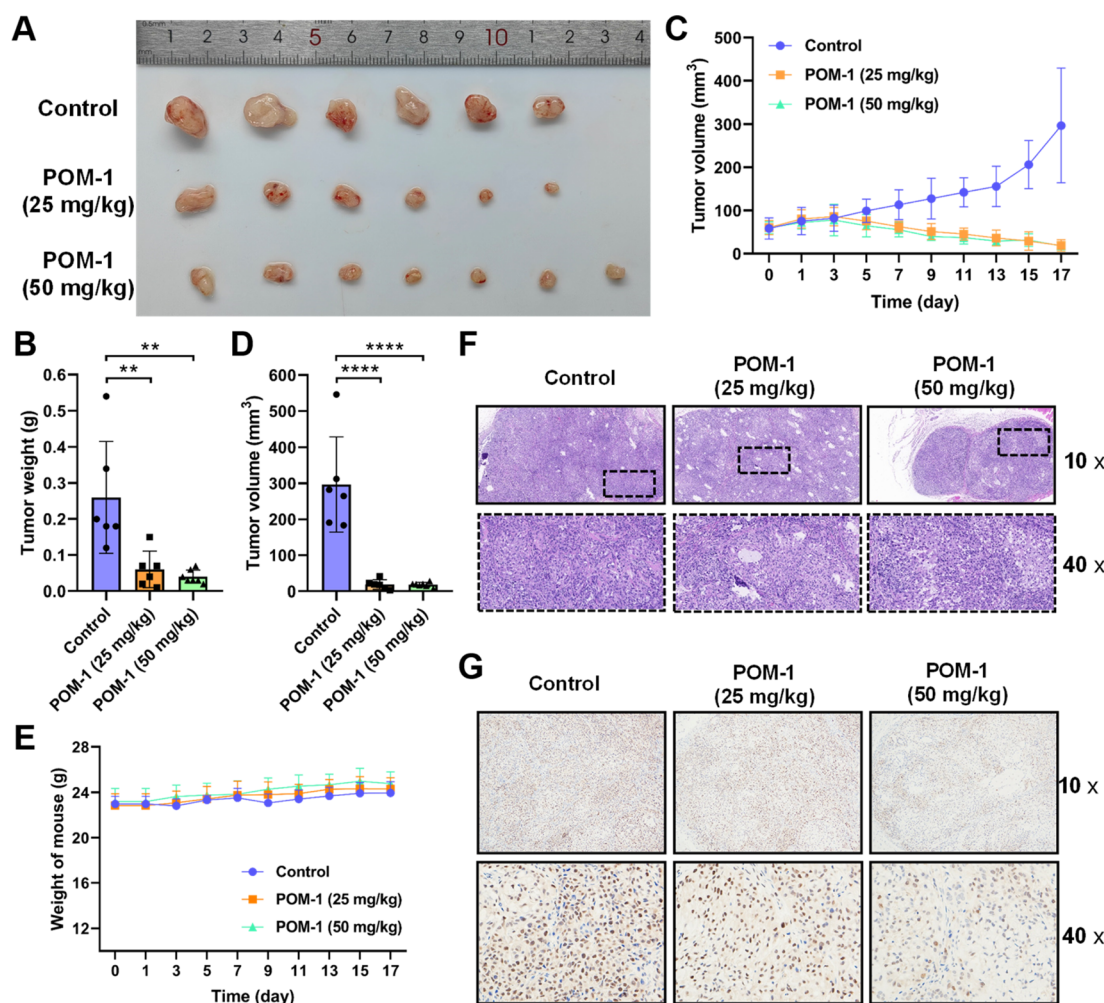 A
0.5mm
mm
1 2 3 4 5 6 7 8 9 10 1 2 3 4
Control
POM-1
(25 mg/kg)
POM-1
(50 mg/kg)
C
Tumor volume (mm³)
500
400
300
200
100
0
Control
POM-1 (25 mg/kg)
POM-1 (50 mg/kg)
0 1 3 5 7 9 11 13 15 17
Time (day)
B
Tumor weight (g)
**
**
0.6
0.5
0.4
0.3
0.2
0.1
0.0
Control
POM-1 (25 mg/kg)
POM-1 (50 mg/kg)
D
Tumor volume (mm³)
****
****
600
500
400
300
200
100
0
Control
POM-1 (25 mg/kg)
POM-1 (50 mg/kg)
F
Control
POM-1
(25 mg/kg)
POM-1
(50 mg/kg)
10 x
40 x
E
Weight of mouse (g)
28
24
20
16
12
Control
POM-1 (25 mg/kg)
POM-1 (50 mg/kg)
0 1 3 5 7 9 11 13 15 17
Time (day)
G
Control
POM-1
(25 mg/kg)
POM-1
(50 mg/kg)
10 x
40 x